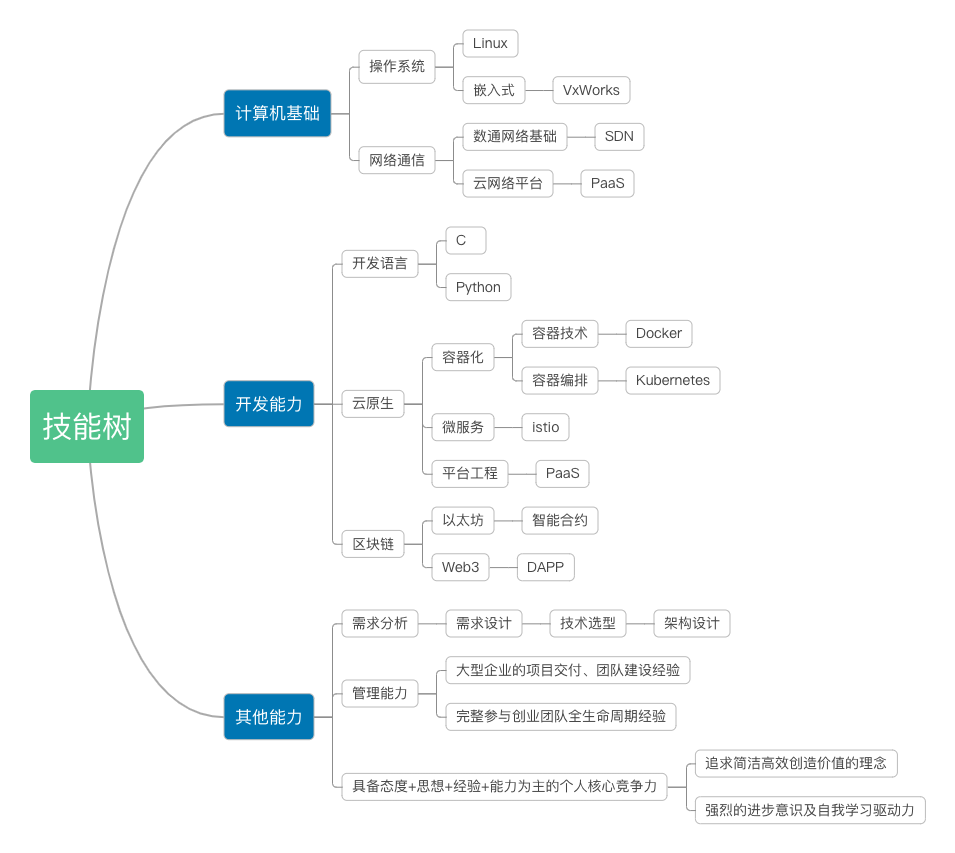 技能树
计算机基础
操作系统
Linux
嵌入式
VxWorks
网络通信
数通网络基础
SDN
云网络平台
PaaS
开发能力
开发语言
C
Python
云原生
容器化
容器技术
Docker
容器编排
Kubernetes
微服务
istio
平台工程
PaaS
区块链
以太坊
智能合约
Web3
DAPP
其他能力
需求分析
需求设计
技术选型
架构设计
管理能力
大型企业的项目交付、团队建设经验
完整参与创业团队全生命周期经验
具备态度+思想+经验+能力为主的个人核心竞争力
追求简洁高效创造价值的理念
强烈的进步意识及自我学习驱动力